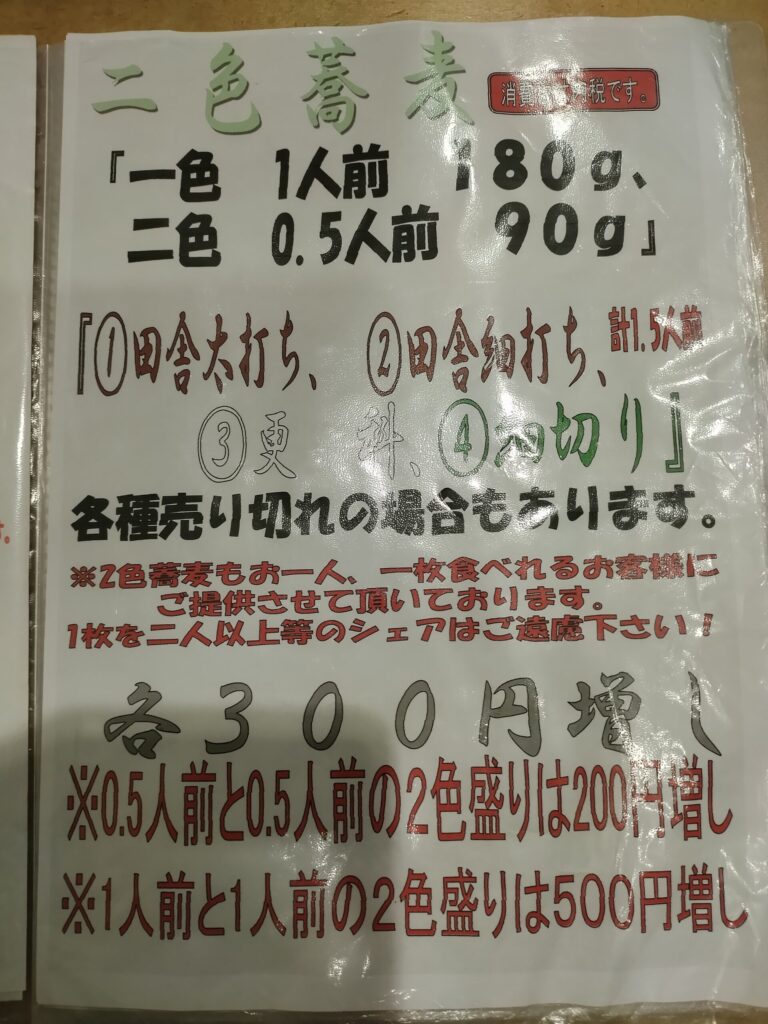 二色蕎麦
消費 内税です。
『一色 1人前 180g、
二色 0.5人前 90g』
『①田舎太打ち、 ②田舎細打ち、計1.5人前
③更 科、④ 切り』
各種売り切れの場合もあります。
※2色蕎麦もお一人、一枚食べれるお客様に
ご提供させて頂いております。
1枚を二人以上等のシェアはご遠慮下さい!
各300円増し
※0.5人前と0.5人前の2色盛りは200円増し
※1人前と1人前の2色盛りは500円増し